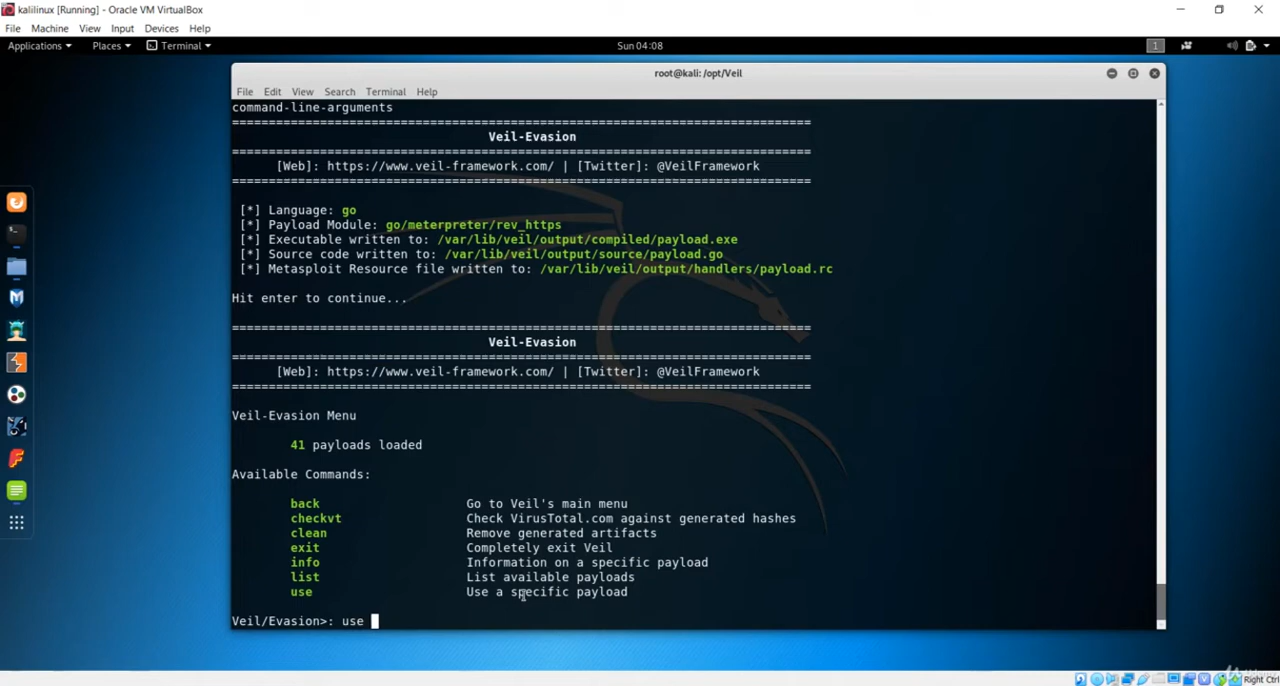 kalilinux [Running] - Oracle VM VirtualBox
File Machine View Input Devices Help
Applications Places Terminal Sun 04:08 1
root@kali: /opt/Veil
File Edit View Search Terminal Help
command-line-arguments
===============================================================================
Veil-Evasion
===============================================================================
[Web]: https://www.veil-framework.com/ | [Twitter]: @VeilFramework
===============================================================================
[*] Language: go
[*] Payload Module: go/meterpreter/rev_https
[*] Executable written to: /var/lib/veil/output/compiled/payload.exe
[*] Source code written to: /var/lib/veil/output/source/payload.go
[*] Metasploit Resource file written to: /var/lib/veil/output/handlers/payload.rc
Hit enter to continue...
===============================================================================
Veil-Evasion
===============================================================================
[Web]: https://www.veil-framework.com/ | [Twitter]: @VeilFramework
===============================================================================
Veil-Evasion Menu
41 payloads loaded
Available Commands:
back Go to Veil's main menu
checkvt Check VirusTotal.com against generated hashes
clean Remove generated artifacts
exit Completely exit Veil
info Information on a specific payload
list List available payloads
use Use a specific payload
Veil/Evasion>: use
Right Ctrl